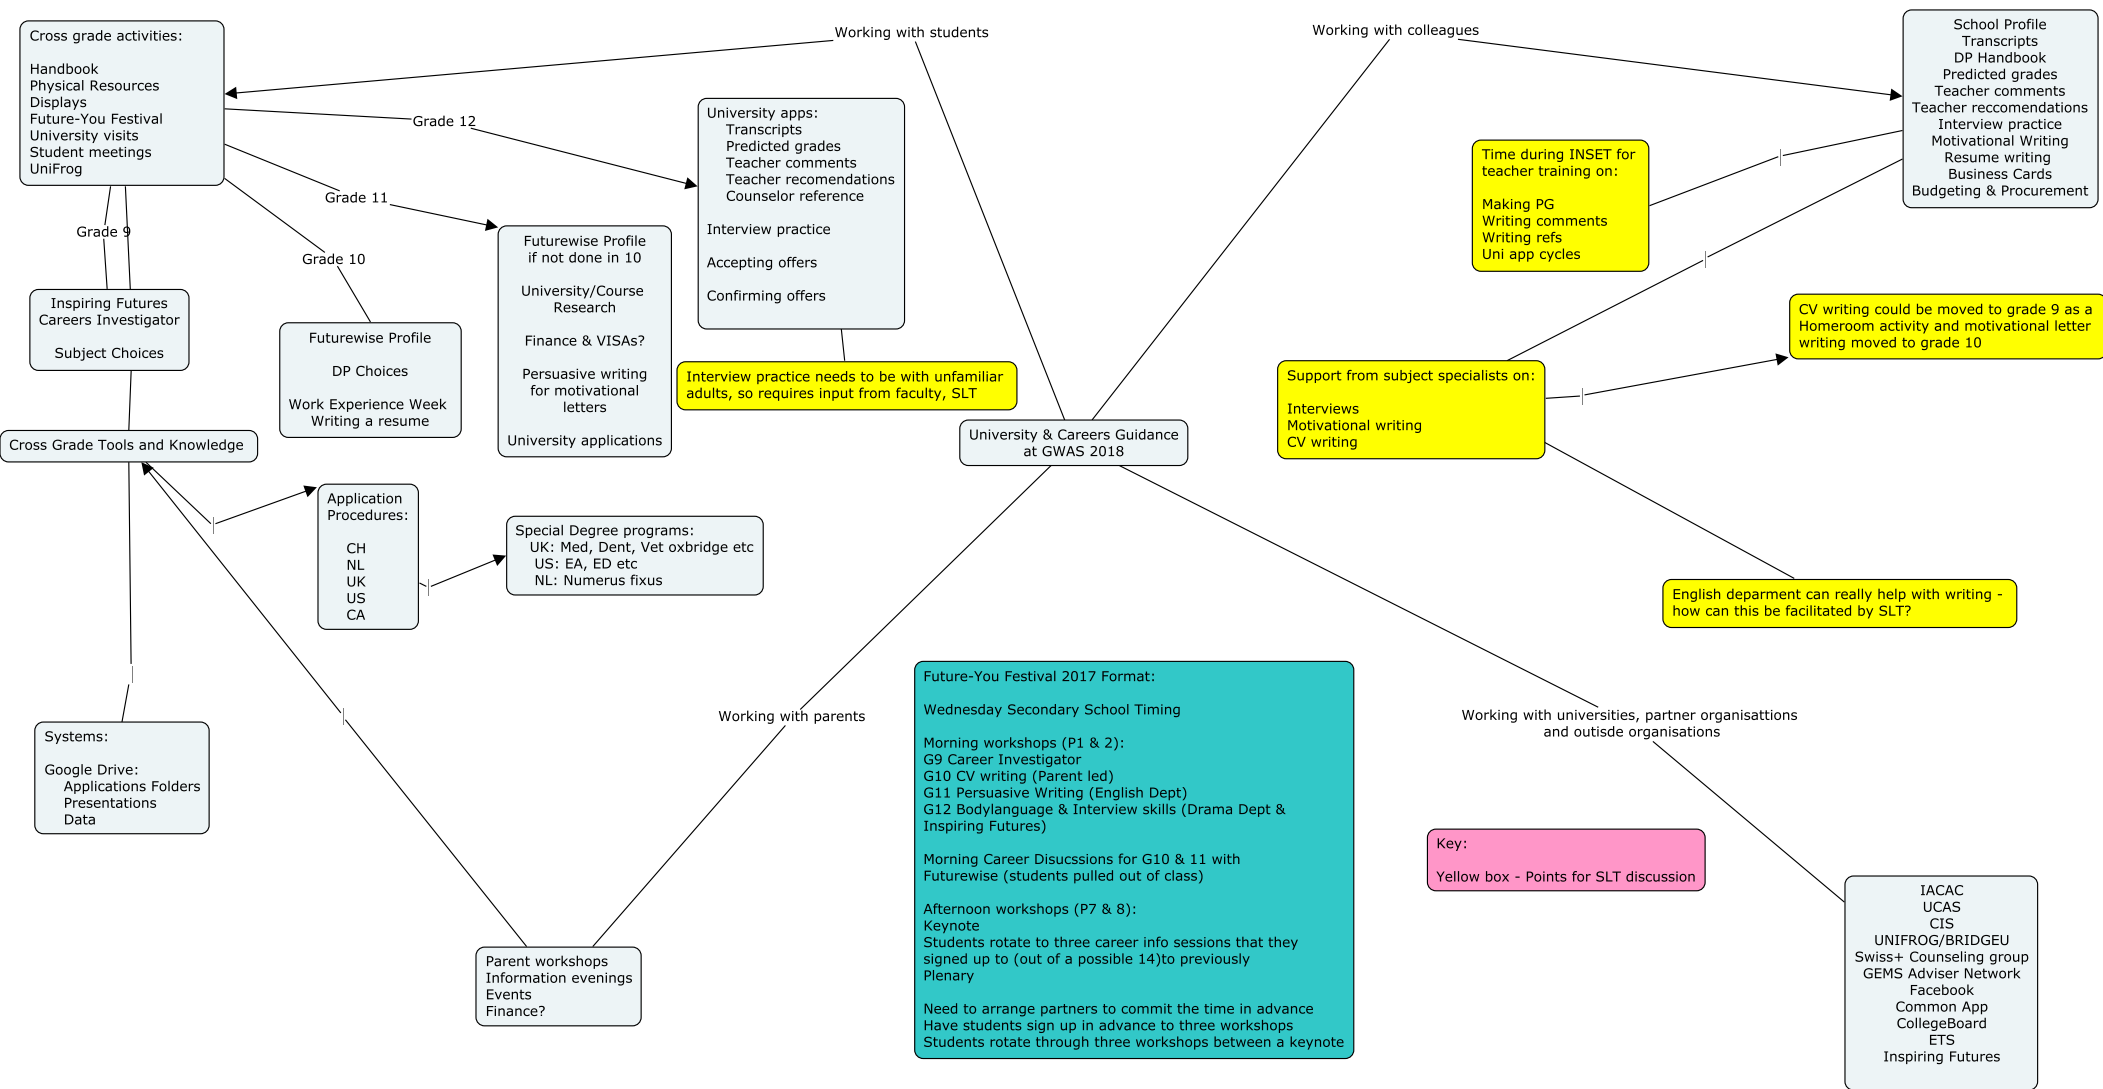 Working with students
Working with colleagues
Cross grade activities:
Handbook
Physical Resources
Displays
Future-You Festival
University visits
Student meetings
UniFrog
School Profile
Transcripts
DP Handbook
Predicted grades
Teacher comments
Teacher reccomendations
Interview practice
Motivational Writing
Resume writing
Business Cards
Budgeting & Procurement
Grade 12
University apps:
Transcripts
Predicted grades
Teacher comments
Teacher recomendations
Counselor reference
Interview practice
Accepting offers
Confirming offers
Time during INSET for
teacher training on:
Making PG
Writing comments
Writing refs
Uni app cycles
Grade 11
Grade 9
Grade 10
Futurewise Profile
if not done in 10
University/Course
Research
Finance & VISAs?
Persuasive writing
for motivational
letters
University applications
Inspiring Futures
Careers Investigator
Subject Choices
Futurewise Profile
DP Choices
Work Experience Week
Writing a resume
CV writing could be moved to grade 9 as a
Homeroom activity and motivational letter
writing moved to grade 10
Interview practice needs to be with unfamiliar
adults, so requires input from faculty, SLT
Support from subject specialists on:
Interviews
Motivational writing
CV writing
Cross Grade Tools and Knowledge
University & Careers Guidance
at GWAS 2018
Application
Procedures:
CH
NL
UK
US
CA
Special Degree programs:
UK: Med, Dent, Vet oxbridge etc
US: EA, ED etc
NL: Numerus fixus
English deparment can really help with writing -
how can this be facilitated by SLT?
Future-You Festival 2017 Format:
Wednesday Secondary School Timing
Morning workshops (P1 & 2):
G9 Career Investigator
G10 CV writing (Parent led)
G11 Persuasive Writing (English Dept)
G12 Bodylanguage & Interview skills (Drama Dept &
Inspiring Futures)
Morning Career Disucssions for G10 & 11 with
Futurewise (students pulled out of class)
Afternoon workshops (P7 & 8):
Keynote
Students rotate to three career info sessions that they
signed up to (out of a possible 14)to previously
Plenary
Need to arrange partners to commit the time in advance
Have students sign up in advance to three workshops
Students rotate through three workshops between a keynote
Working with parents
Working with universities, partner organisattions
and outisde organisations
Systems:
Google Drive:
Applications Folders
Presentations
Data
Key:
Yellow box - Points for SLT discussion
Parent workshops
Information evenings
Events
Finance?
IACAC
UCAS
CIS
UNIFROG/BRIDGEU
Swiss+ Counseling group
GEMS Adviser Network
Facebook
Common App
CollegeBoard
ETS
Inspiring Futures